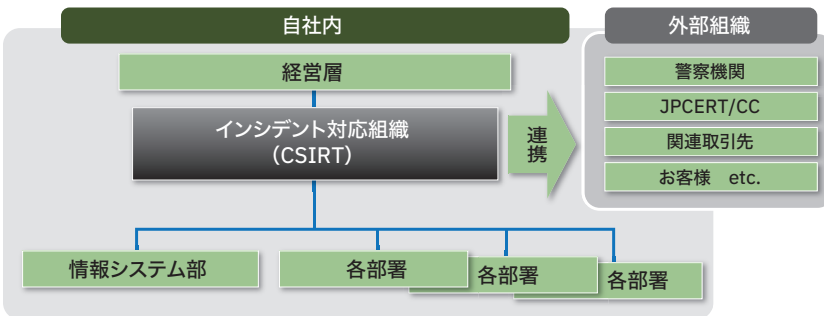 自社内
外部組織
経営層
インシデント対応組織
（CSIRT）
連携
警察機関
JPCERT/CC
関連取引先
お客様　etc.
情報システム部
各部署
各部署
各部署